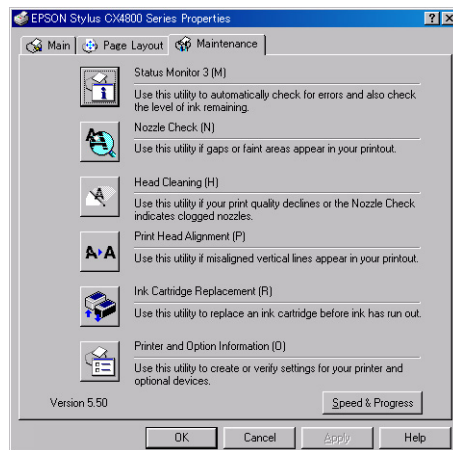 EPSON Stylus CX4800 Series Properties
Main Page Layout Maintenance
Status Monitor 3 (M)
Use this utility to automatically check for errors and also check
the level of ink remaining.
Nozzle Check (N)
Use this utility if gaps or faint areas appear in your printout.
Head Cleaning (H)
Use this utility if your print quality declines or the Nozzle Check
indicates clogged nozzles.
Print Head Alignment (P)
Use this utility if misaligned vertical lines appear in your printout.
Ink Cartridge Replacement (R)
Use this utility to replace an ink cartridge before ink has run out.
Printer and Option Information (O)
Use this utility to create or verify settings for your printer and
optional devices.
Version 5.50 Speed & Progress
OK Cancel Apply Help